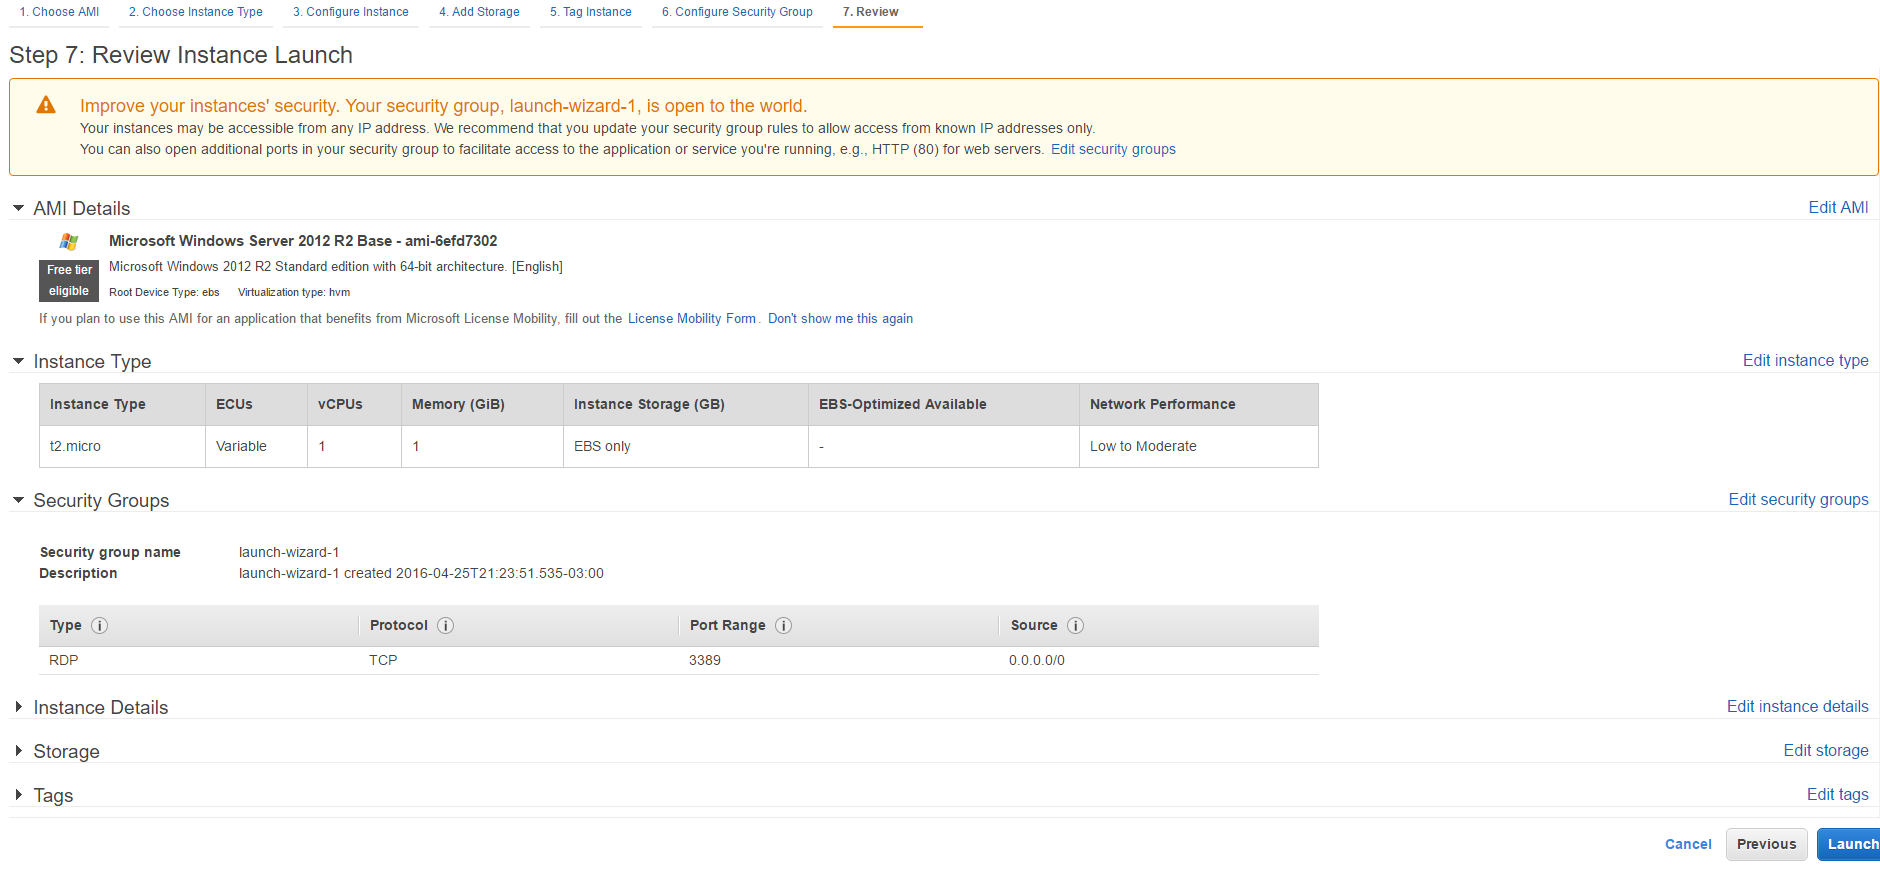 1. Choose AMI 2. Choose Instance Type 3. Configure Instance 4. Add Storage 5. Tag Instance 6. Configure Security Group 7. Review
Step 7: Review Instance Launch
Improve your instances' security. Your security group, launch-wizard-1, is open to the world.
Your instances may be accessible from any IP address. We recommend that you update your security group rules to allow access from known IP addresses only.
You can also open additional ports in your security group to facilitate access to the application or service you're running, e.g., HTTP (80) for web servers. Edit security groups
AMI Details Edit AMI
Microsoft Windows Server 2012 R2 Base - ami-6efd7302
Free tier eligible
Microsoft Windows 2012 R2 Standard edition with 64-bit architecture. [English]
Root Device Type: ebs Virtualization type: hvm
If you plan to use this AMI for an application that benefits from Microsoft License Mobility, fill out the License Mobility Form. Don't show me this again
Instance Type Edit instance type
Instance Type ECUs vCPUs Memory (GiB) Instance Storage (GB) EBS-Optimized Available Network Performance
t2.micro Variable 1 1 EBS only - Low to Moderate
Security Groups Edit security groups
Security group name launch-wizard-1
Description launch-wizard-1 created 2016-04-25T21:23:51.535-03:00
Type i Protocol i Port Range i Source i
RDP TCP 3389 0.0.0.0/0
Instance Details Edit instance details
Storage Edit storage
Tags Edit tags
Cancel Previous Launch